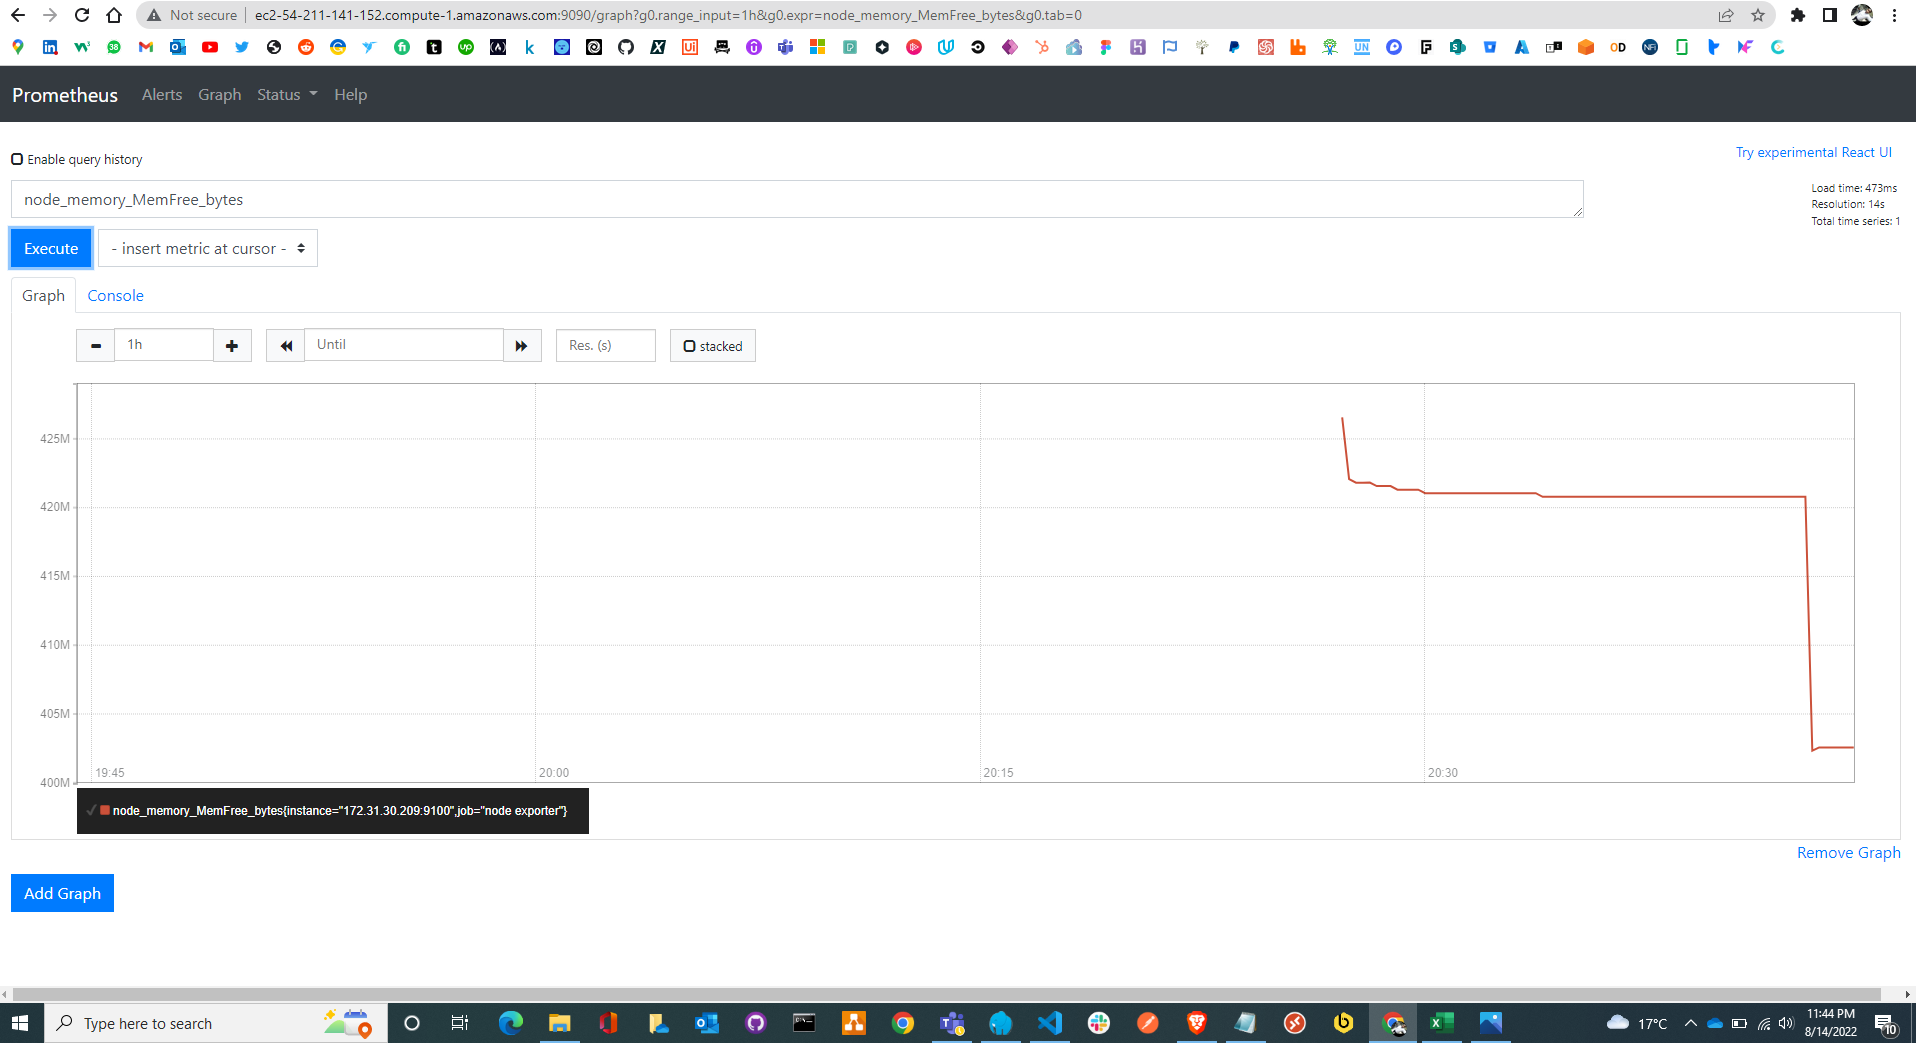 Not secure
ec2-54-211-141-152.compute-1.amazonaws.com:9090/graph?g0.range_input=1h&g0.expr=node_memory_MemFree_bytes&g0.tab=0
Prometheus Alerts Graph Status Help
Enable query history
Try experimental React UI
node_memory_MemFree_bytes
Load time: 473ms
Resolution: 14s
Total time series: 1
Execute - insert metric at cursor -
Graph Console
1h Until Res. (s) stacked
425M
420M
415M
410M
405M
400M
19:45 20:00 20:15 20:30
node_memory_MemFree_bytes{instance="172.31.30.209:9100",job="node exporter"}
Remove Graph
Add Graph
Type here to search
17°C
11:44 PM
8/14/2022
10